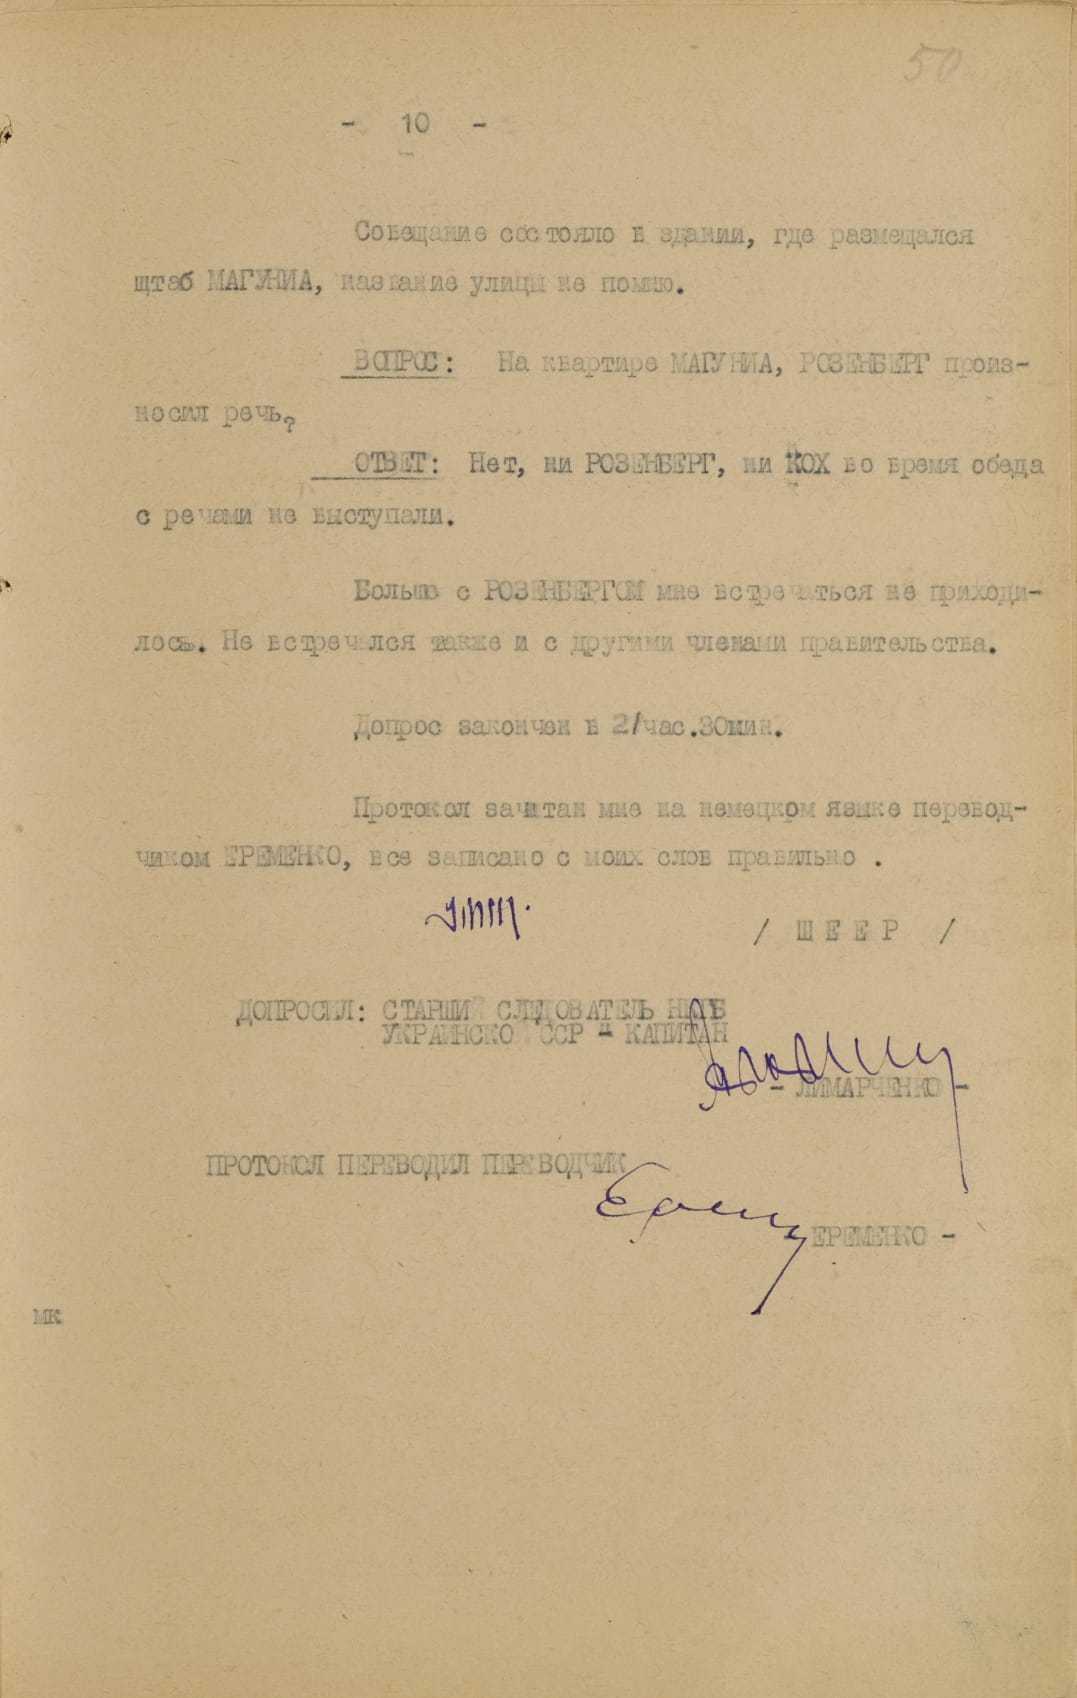 50
- 10 -
Совещание состояло в здании, где размещался
штаб МАГУНИА, название улицы не помню.
ВОПРОС: На квартире МАГУНИА, РОЗЕНБЕРГ произ-
носил речь?
ОТВЕТ: Нет, ни РОЗЕНБЕРГ, ни КОХ во время обеда
с речами не выступали.
Больше с РОЗЕНБЕРГОМ мне встречаться не приходи-
лось. Не встречался также и с другими членами правительства.
Допрос закончен в 2/час.30мин.
Протокол зачитан мне на немецком языке перевод-
чиком ЕРЕМЕНКО, все записано с моих слов правильно .
/ ШЕЕР /
ДОПРОСИЛ: СТАРШИЙ СЛЕДОВАТЕЛЬ НКГБ
УКРАИНСКОЙ ССР - КАПИТАН
- ЛИМАРЧЕНКО -
ПРОТОКОЛ ПЕРЕВОДИЛ ПЕРЕВОДЧИК
ЕРЕМЕНКО -
мк